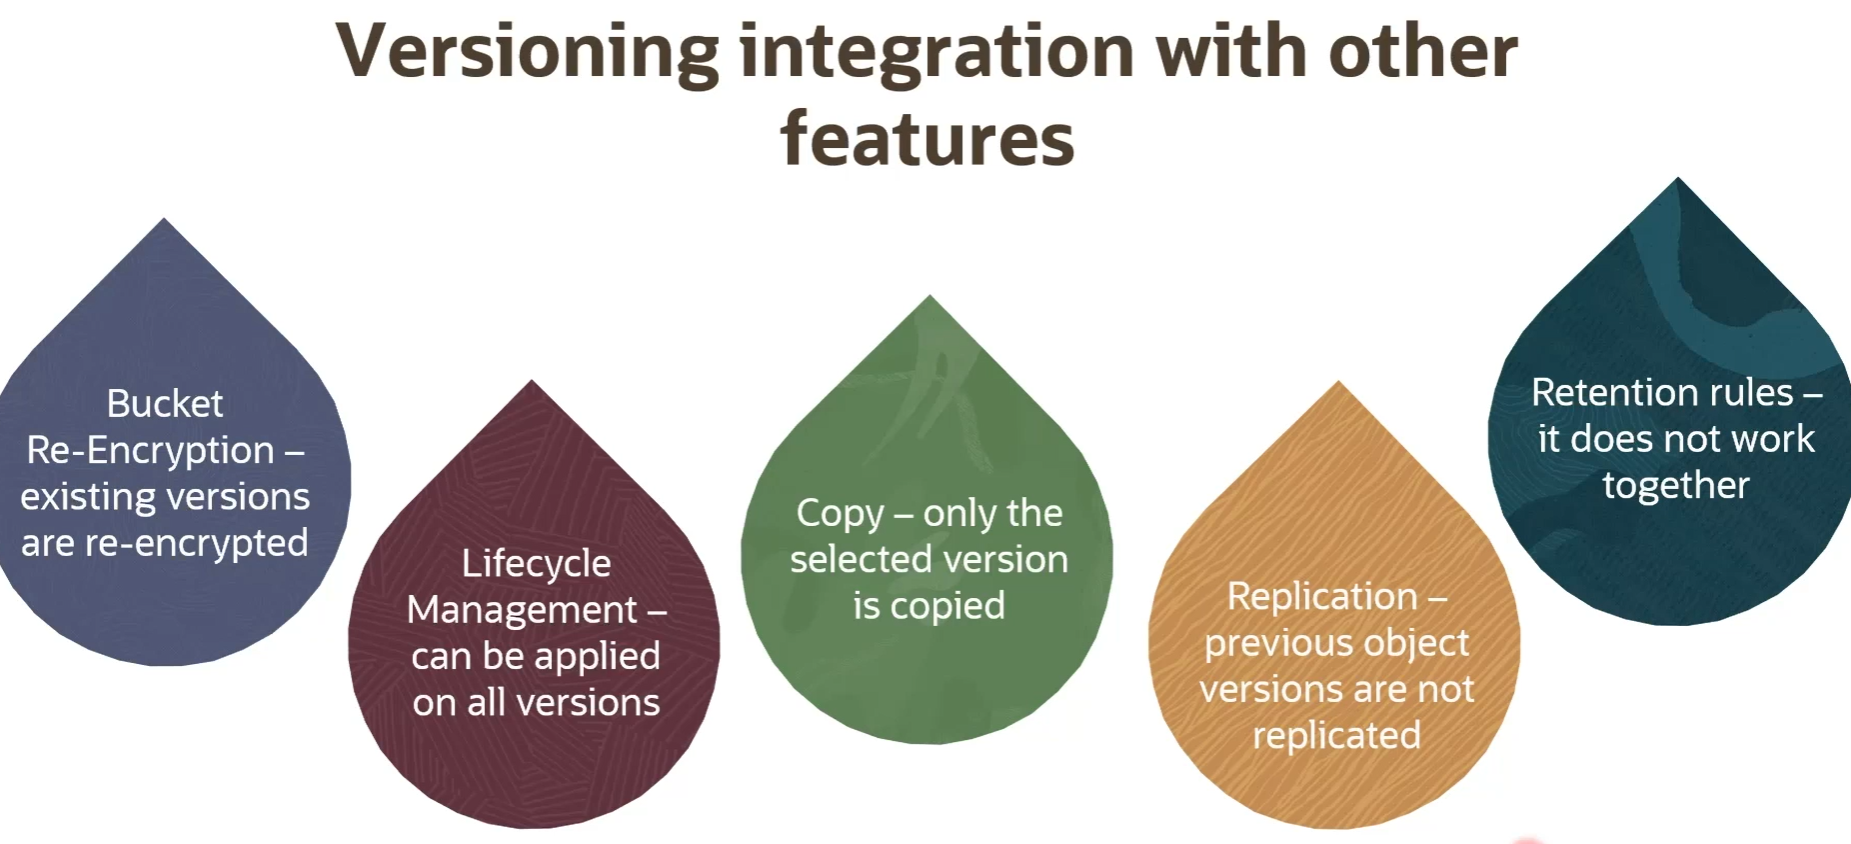 Versioning integration with other
features
Bucket
Re-Encryption –
existing versions
are re-encrypted
Lifecycle
Management –
can be applied
on all versions
Copy – only the
selected version
is copied
Replication –
previous object
versions are not
replicated
Retention rules –
it does not work
together